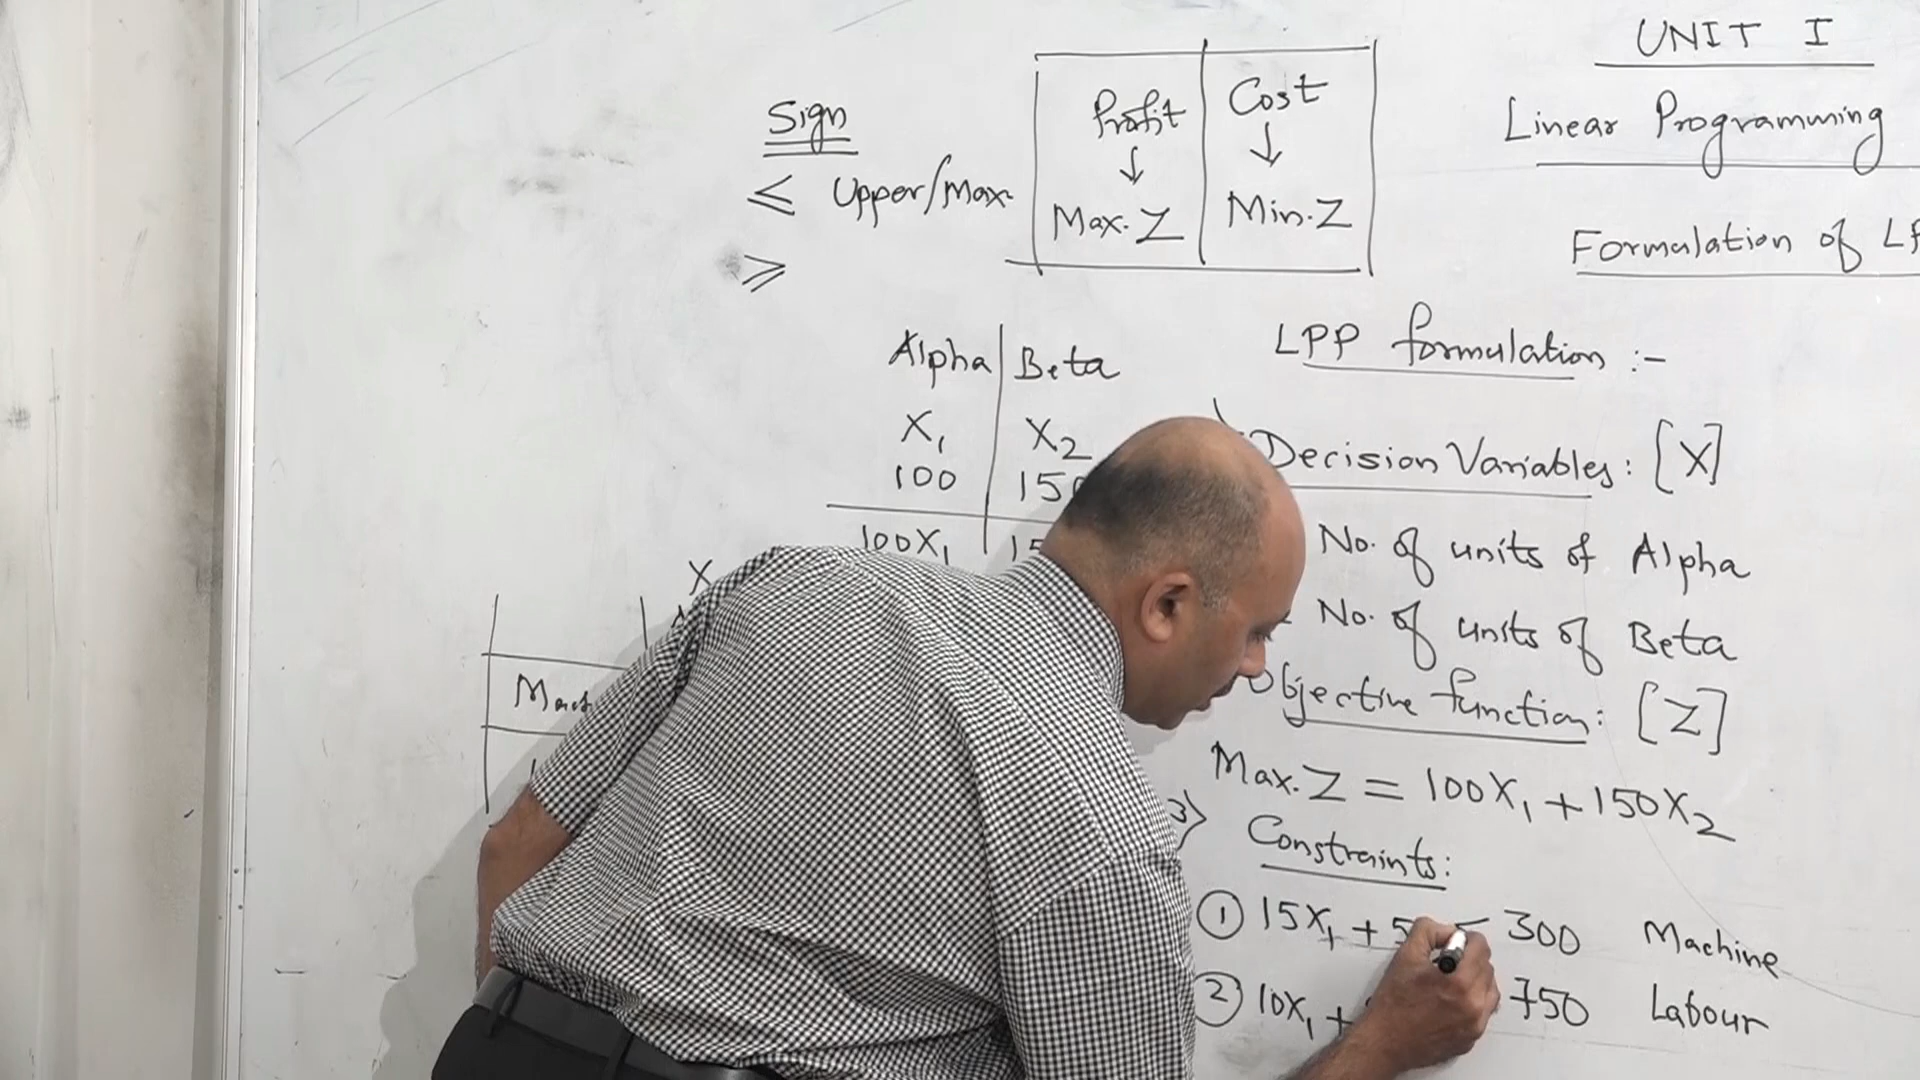 UNIT I
Linear Programming
Formulation of
Sign
≤ Upper/Max.
≥
Profit Cost
↓ ↓
Max. Z Min. Z
Alpha Beta
X₁ X₂
100
100X₁
X
LPP formulation :-
Decision Variables: [X]
No. of units of Alpha
No. of units of Beta
Objective function: [Z]
Max. Z = 100X₁ + 150X₂
3) Constraints:
① 15X₁ + 5 300 Machine
② 10X₁ + 750 Labour